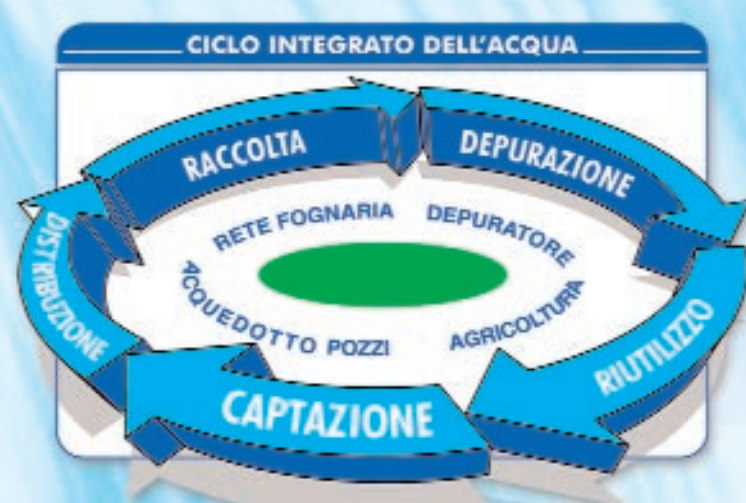 CICLO INTEGRATO DELL'ACQUA
RACCOLTA
DEPURAZIONE
RIUTILIZZO
CAPTAZIONE
DISTRIBUZIONE
RETE FOGNARIA
DEPURATORE
AGRICOLTURA
ACQUEDOTTO POZZI